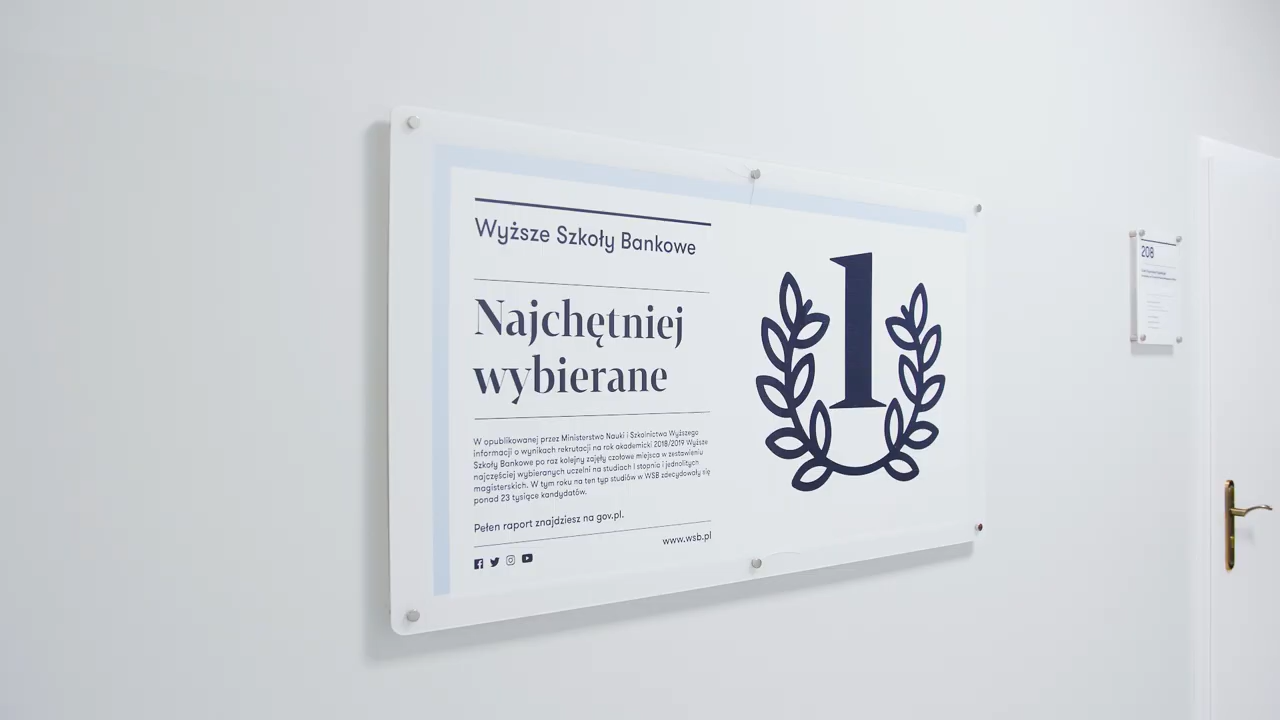 Wyższe Szkoły Bankowe
Najchętniej
wybierane
W opublikowanej przez Ministerstwo Nauki i Szkolnictwa Wyższego
informacji o wynikach rekrutacji na rok akademicki 2018/2019 Wyższe
Szkoły Bankowe po raz kolejny zajęły czołowe miejsca w zestawieniu
najczęściej wybieranych uczelni na studiach I stopnia i jednolitych
magisterskich. W tym roku na ten typ studiów w WSB zdecydowały się
ponad 23 tysiące kandydatów.
Pełen raport znajdziesz na gov.pl.
www.wsb.pl
1
208